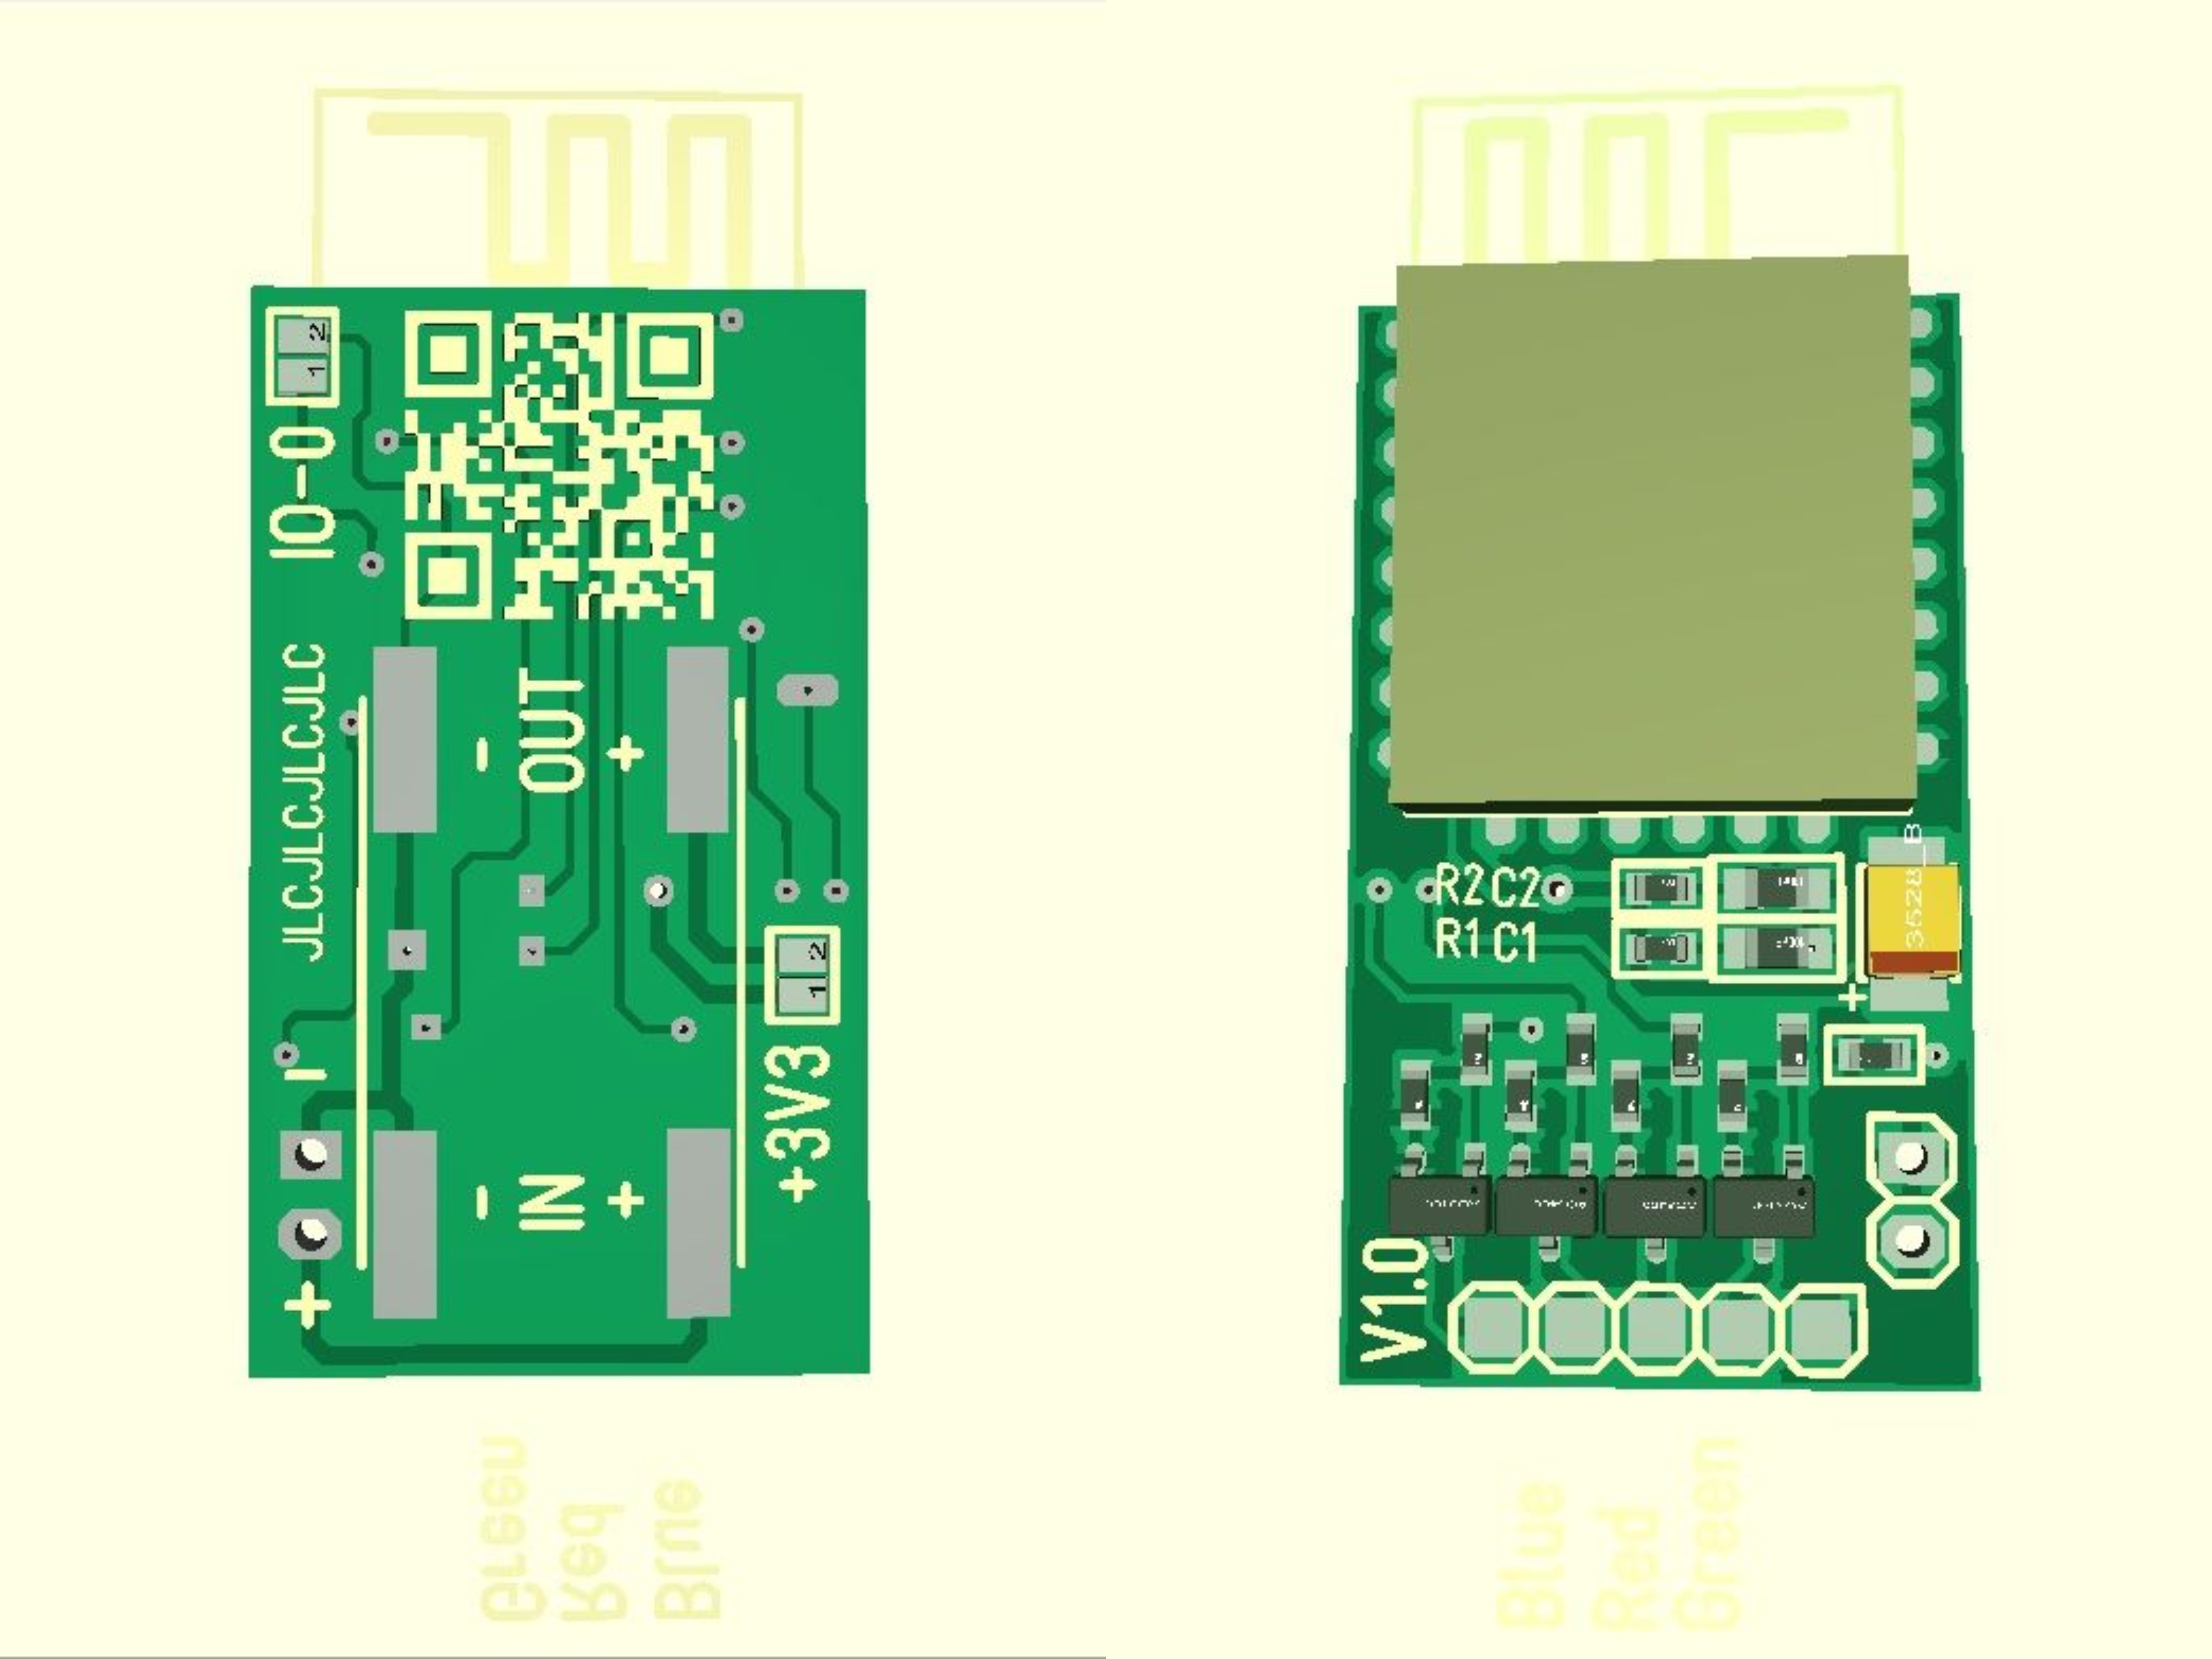 2
1
IO-0
JLCJLCJLCJLC
-
OUT
+
2
1
+3V3
-
-
IN
+
+
Green
Red
Blue
R2 C2
R1 C1
3528_B
+
V1.0
Blue
Red
Green